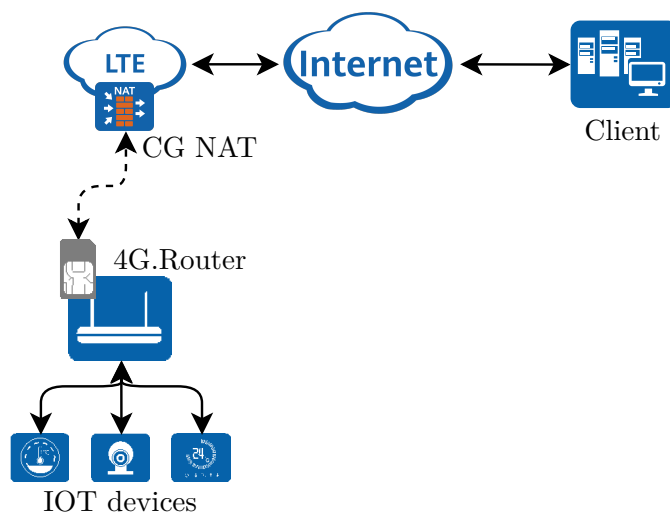 LTE
Internet
NAT
Client
CG NAT
4G.Router
24
IOT devices